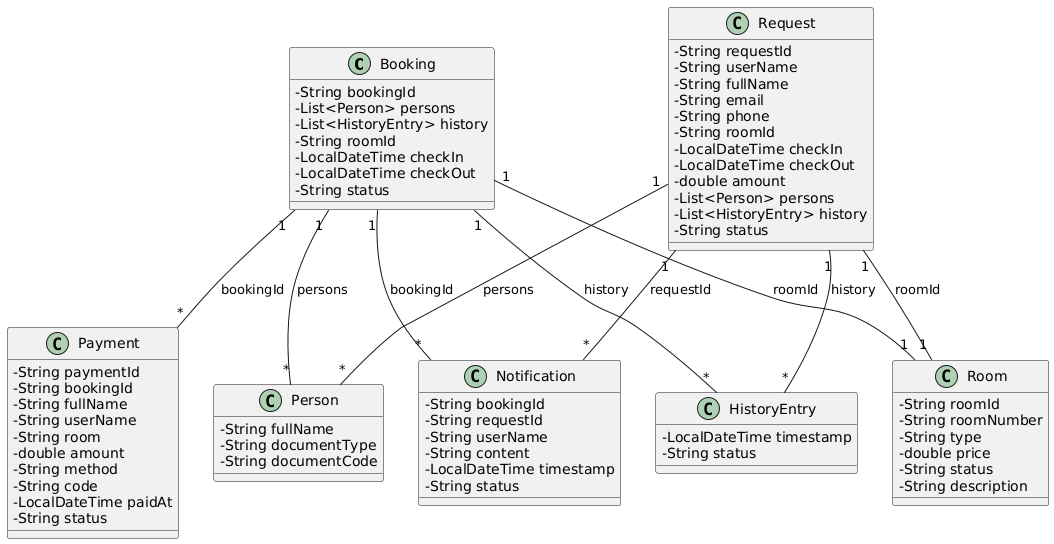 C Booking
-String bookingId
-List<Person> persons
-List<HistoryEntry> history
-String roomId
-LocalDateTime checkIn
-LocalDateTime checkOut
-String status
C Request
-String requestId
-String userName
-String fullName
-String email
-String phone
-String roomId
-LocalDateTime checkIn
-LocalDateTime checkOut
-double amount
-List<Person> persons
-List<HistoryEntry> history
-String status
1 1
1 1 1 1 1 1 1
bookingId persons bookingId persons history requestId roomId history roomId
* * * * * * * 1 1
C Payment
-String paymentId
-String bookingId
-String fullName
-String userName
-String room
-double amount
-String method
-String code
-LocalDateTime paidAt
-String status
C Person
-String fullName
-String documentType
-String documentCode
C Notification
-String bookingId
-String requestId
-String userName
-String content
-LocalDateTime timestamp
-String status
C HistoryEntry
-LocalDateTime timestamp
-String status
C Room
-String roomId
-String roomNumber
-String type
-double price
-String status
-String description